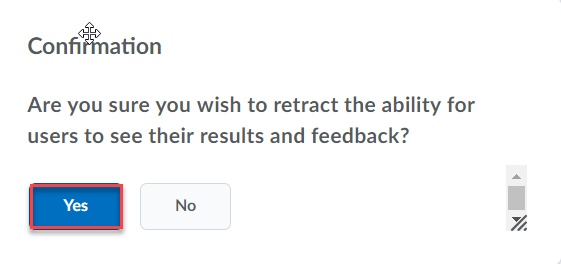 Confirmation
Are you sure you wish to retract the ability for
users to see their results and feedback?
Yes
No